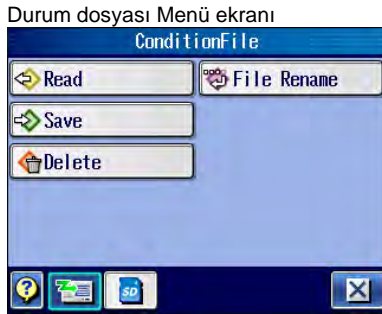 Durum dosyası Menü ekranı
ConditionFile
Read
File Rename
Save
Delete
?
SD